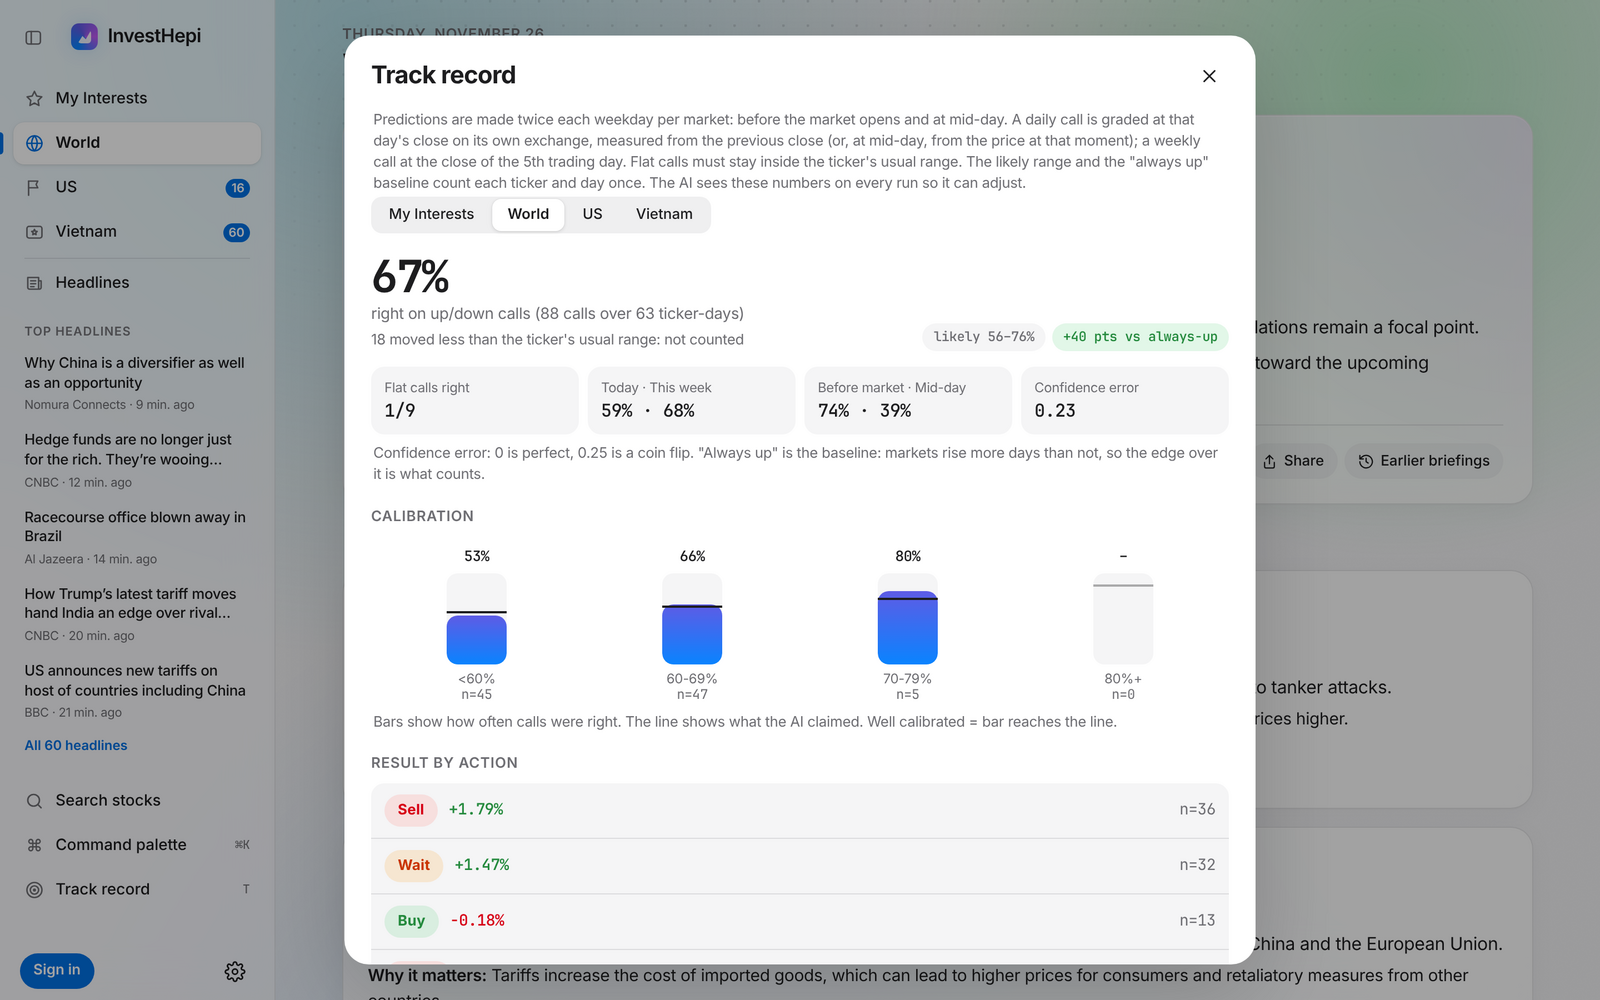 InvestHepi
My Interests
World
US
16
Vietnam
60
Headlines
TOP HEADLINES
Why China is a diversifier as well
as an opportunity
Nomura Connects · 9 min. ago
Hedge funds are no longer just
for the rich. They're wooing...
CNBC · 12 min. ago
Racecourse office blown away in
Brazil
Al Jazeera · 14 min. ago
How Trump's latest tariff moves
hand India an edge over rival...
CNBC · 20 min. ago
US announces new tariffs on
host of countries including China
BBC · 21 min. ago
All 60 headlines
Search stocks
Command palette
⌘K
Track record
T
Sign in
THURSDAY, NOVEMBER 26
Track record
Predictions are made twice each weekday per market: before the market opens and at mid-day. A daily call is graded at that
day's close on its own exchange, measured from the previous close (or, at mid-day, from the price at that moment); a weekly
call at the close of the 5th trading day. Flat calls must stay inside the ticker's usual range. The likely range and the "always up"
baseline count each ticker and day once. The AI sees these numbers on every run so it can adjust.
My Interests
World
US
Vietnam
67%
right on up/down calls (88 calls over 63 ticker-days)
18 moved less than the ticker's usual range: not counted
likely 56–76%
+40 pts vs always-up
Flat calls right
1/9
Today · This week
59% · 68%
Before market · Mid-day
74% · 39%
Confidence error
0.23
Confidence error: 0 is perfect, 0.25 is a coin flip. "Always up" is the baseline: markets rise more days than not, so the edge over
it is what counts.
CALIBRATION
53%
66%
80%
–
<60%
n=45
60-69%
n=47
70-79%
n=5
80%+
n=0
Bars show how often calls were right. The line shows what the AI claimed. Well calibrated = bar reaches the line.
RESULT BY ACTION
Sell
+1.79%
n=36
Wait
+1.47%
n=32
Buy
-0.18%
n=13
lations remain a focal point.
toward the upcoming
Share
Earlier briefings
o tanker attacks.
rices higher.
China and the European Union.
Why it matters: Tariffs increase the cost of imported goods, which can lead to higher prices for consumers and retaliatory measures from other